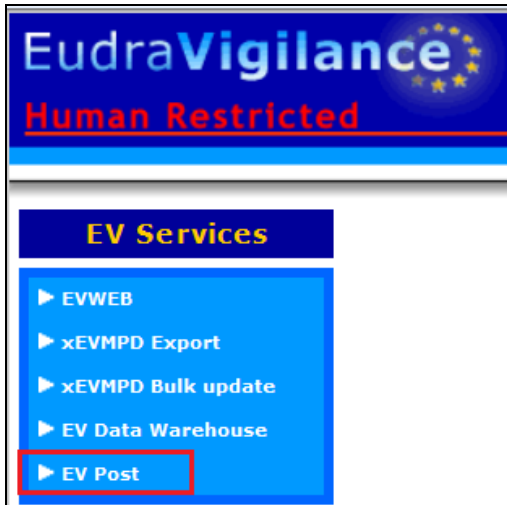 EudraVigilance
Human Restricted
EV Services
EVWEB
xEVMPD Export
xEVMPD Bulk update
EV Data Warehouse
EV Post